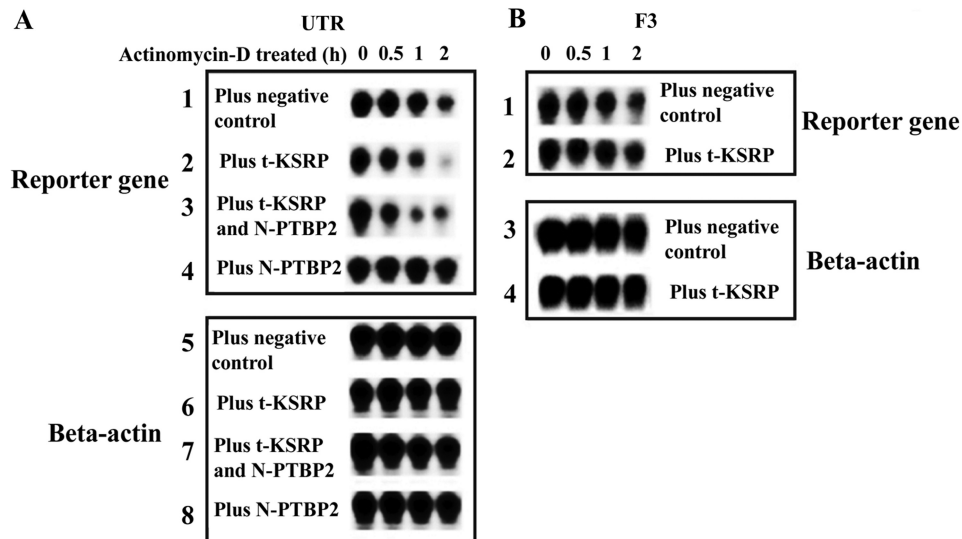 A
UTR
Actinomycin-D treated (h) 0 0.5 1 2
Reporter gene
1 Plus negative
control
2 Plus t-KSRP
3 Plus t-KSRP
and N-PTBP2
4 Plus N-PTBP2
Beta-actin
5 Plus negative
control
6 Plus t-KSRP
7 Plus t-KSRP
and N-PTBP2
8 Plus N-PTBP2
B
F3
0 0.5 1 2
1 Plus negative
control
2 Plus t-KSRP
Reporter gene
3 Plus negative
control
4 Plus t-KSRP
Beta-actin